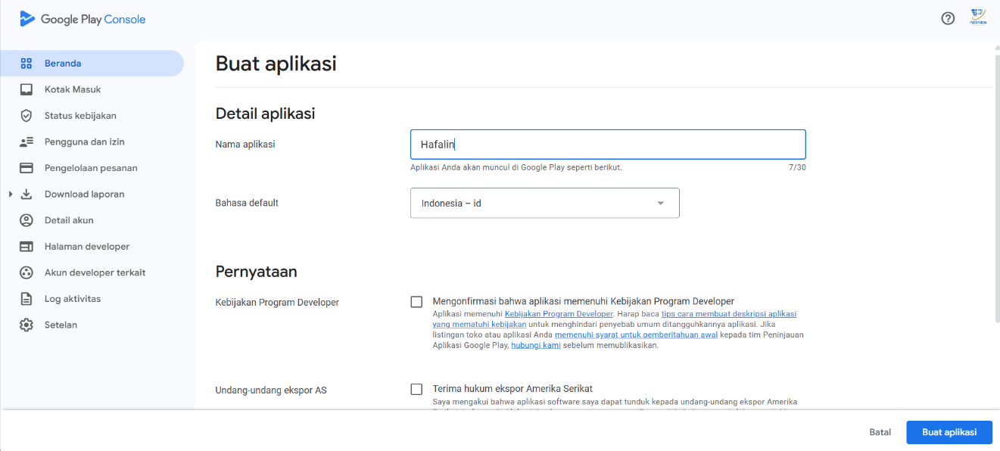 Google Play Console
Beranda
Kotak Masuk
Status kebijakan
Pengguna dan izin
Pengelolaan pesanan
Download laporan
Detail akun
Halaman developer
Akun developer terkait
Log aktivitas
Setelan
Buat aplikasi
Detail aplikasi
Nama aplikasi
Hafalin
Aplikasi Anda akan muncul di Google Play seperti berikut.
7/30
Bahasa default
Indonesia – id
Pernyataan
Kebijakan Program Developer
Mengonfirmasi bahwa aplikasi memenuhi Kebijakan Program Developer
Aplikasi memenuhi Kebijakan Program Developer. Harap baca tips cara membuat deskripsi aplikasi
yang mematuhi kebijakan untuk menghindari penyebab umum ditangguhkannya aplikasi. Jika
listingan toko atau aplikasi Anda memenuhi syarat untuk pemberitahuan awal kepada tim Peninjauan
Aplikasi Google Play, hubungi kami sebelum memublikasikan.
Undang-undang ekspor AS
Terima hukum ekspor Amerika Serikat
Saya mengakui bahwa aplikasi software saya dapat tunduk kepada undang-undang ekspor Amerika
Batal
Buat aplikasi